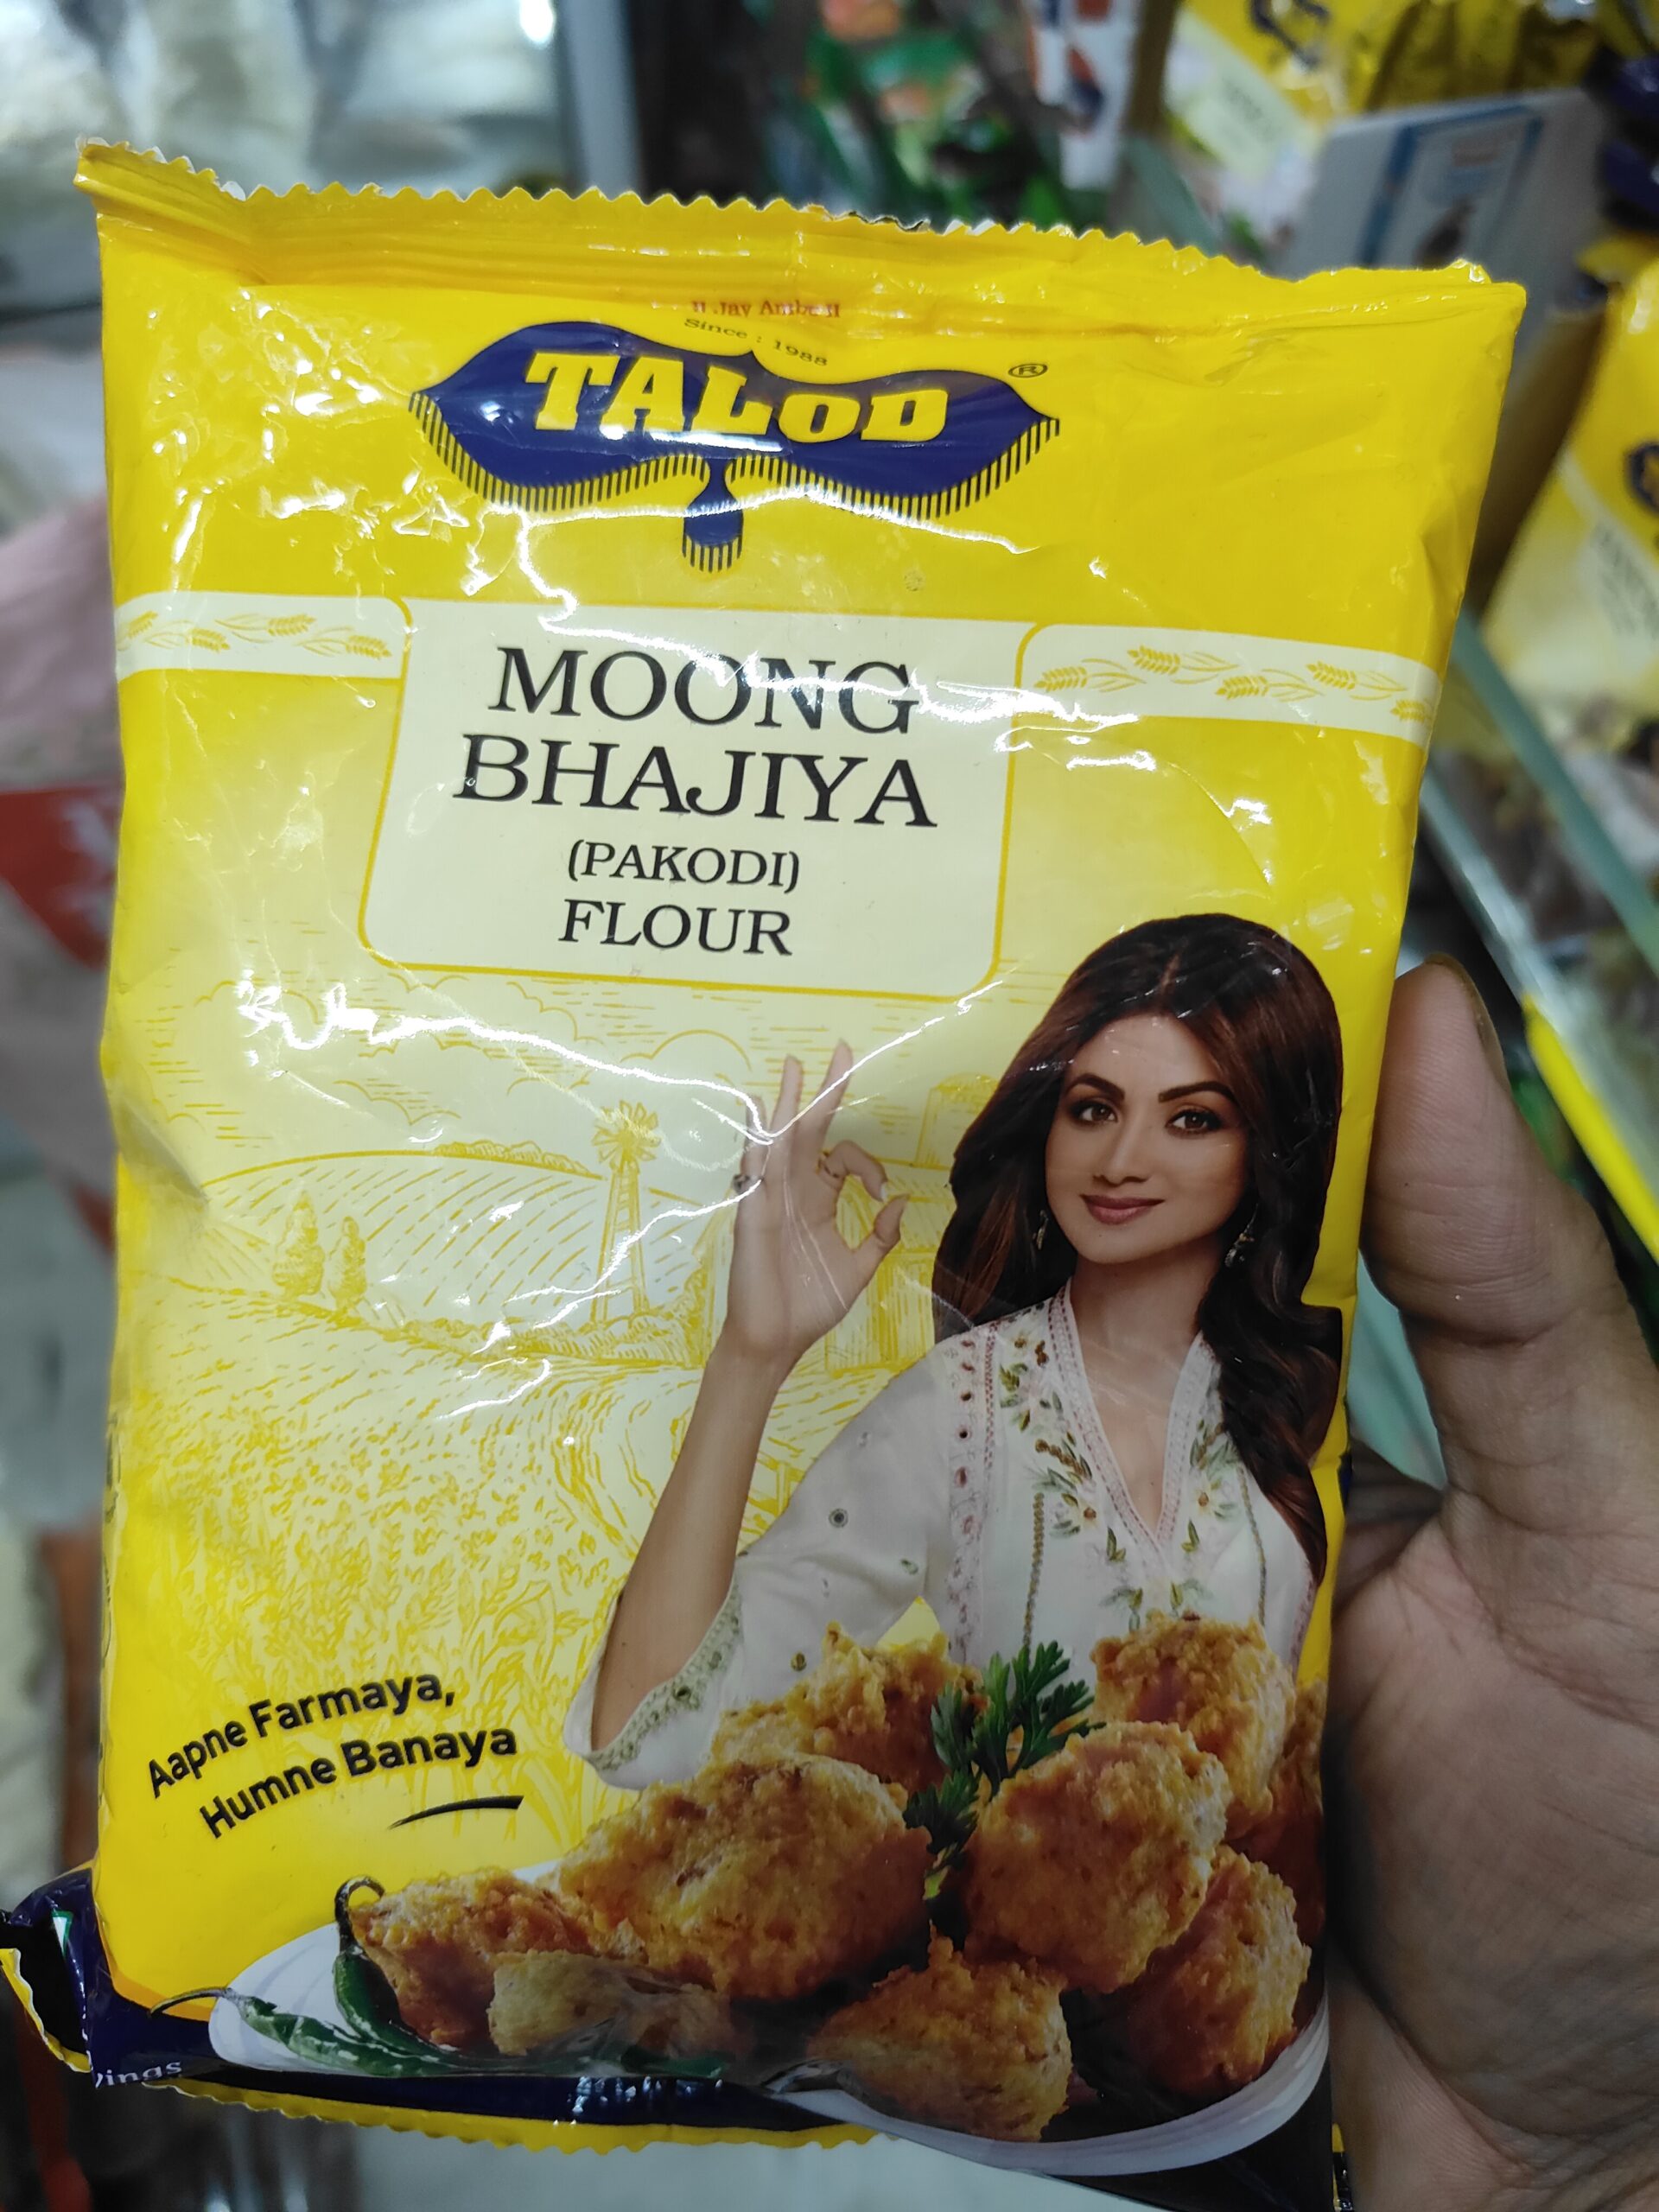 ॥ Jay Ambe ॥
Since : 1988
TALOD ®
MOONG
BHAJIYA
(PAKODI)
FLOUR
Aapne Farmaya,
Humne Banaya